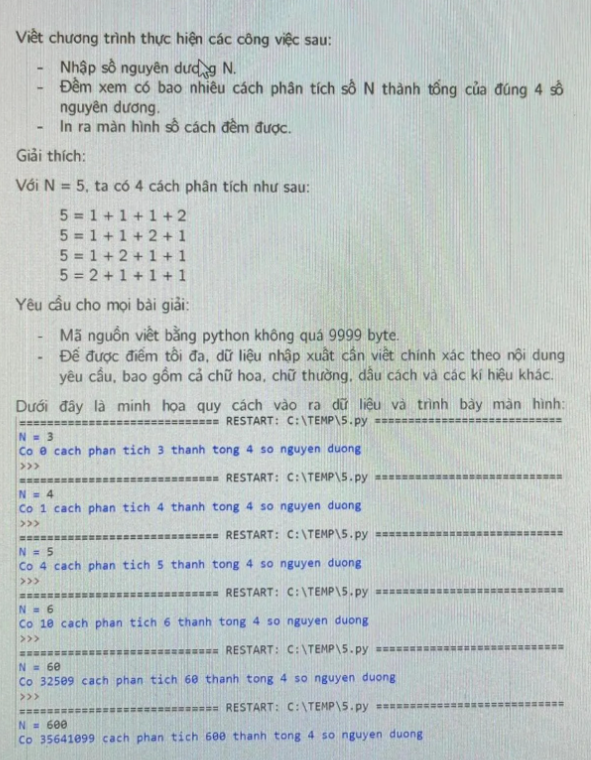 Viết chương trình thực hiện các công việc sau:
- Nhập số nguyên dương N.
- Đếm xem có bao nhiêu cách phân tích số N thành tổng của đúng 4 số
nguyên dương.
- In ra màn hình số cách đếm được.
Giải thích:
Với N = 5, ta có 4 cách phân tích như sau:
5 = 1 + 1 + 1 + 2
5 = 1 + 1 + 2 + 1
5 = 1 + 2 + 1 + 1
5 = 2 + 1 + 1 + 1
Yêu cầu cho mọi bài giải:
- Mã nguồn viết bằng python không quá 9999 byte.
- Để được điểm tối đa, dữ liệu nhập xuất cần viết chính xác theo nội dung
yêu cầu, bao gồm cả chữ hoa, chữ thường, dấu cách và các kí hiệu khác.
Dưới đây là minh họa quy cách vào ra dữ liệu và trình bày màn hình:
============================= RESTART: C:\TEMP\5.py ===========================
N = 3
Co 0 cach phan tich 3 thanh tong 4 so nguyen duong
>>>
============================= RESTART: C:\TEMP\5.py ===========================
N = 4
Co 1 cach phan tich 4 thanh tong 4 so nguyen duong
>>>
============================= RESTART: C:\TEMP\5.py ===========================
N = 5
Co 4 cach phan tich 5 thanh tong 4 so nguyen duong
>>>
============================= RESTART: C:\TEMP\5.py ===========================
N = 6
Co 10 cach phan tich 6 thanh tong 4 so nguyen duong
>>>
============================= RESTART: C:\TEMP\5.py ===========================
N = 60
Co 32509 cach phan tich 60 thanh tong 4 so nguyen duong
>>>
============================= RESTART: C:\TEMP\5.py ===========================
N = 600
Co 35641099 cach phan tich 600 thanh tong 4 so nguyen duong